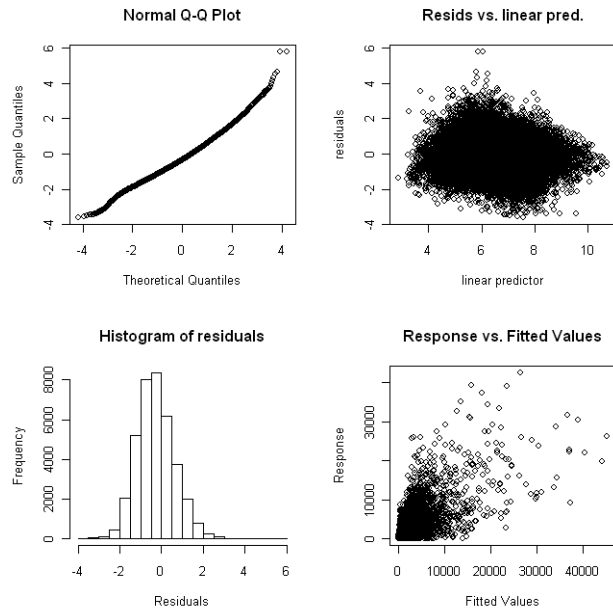 Normal Q-Q Plot
Sample Quantiles
-4 -2 0 2 4 6
-4 -2 0 2 4
Theoretical Quantiles
Resids vs. linear pred.
residuals
-4 -2 0 2 4 6
4 6 8 10
linear predictor
Histogram of residuals
Frequency
0 2000 4000 6000 8000
-4 -2 0 2 4 6
Residuals
Response vs. Fitted Values
Response
0 10000 30000
0 10000 20000 30000 40000
Fitted Values